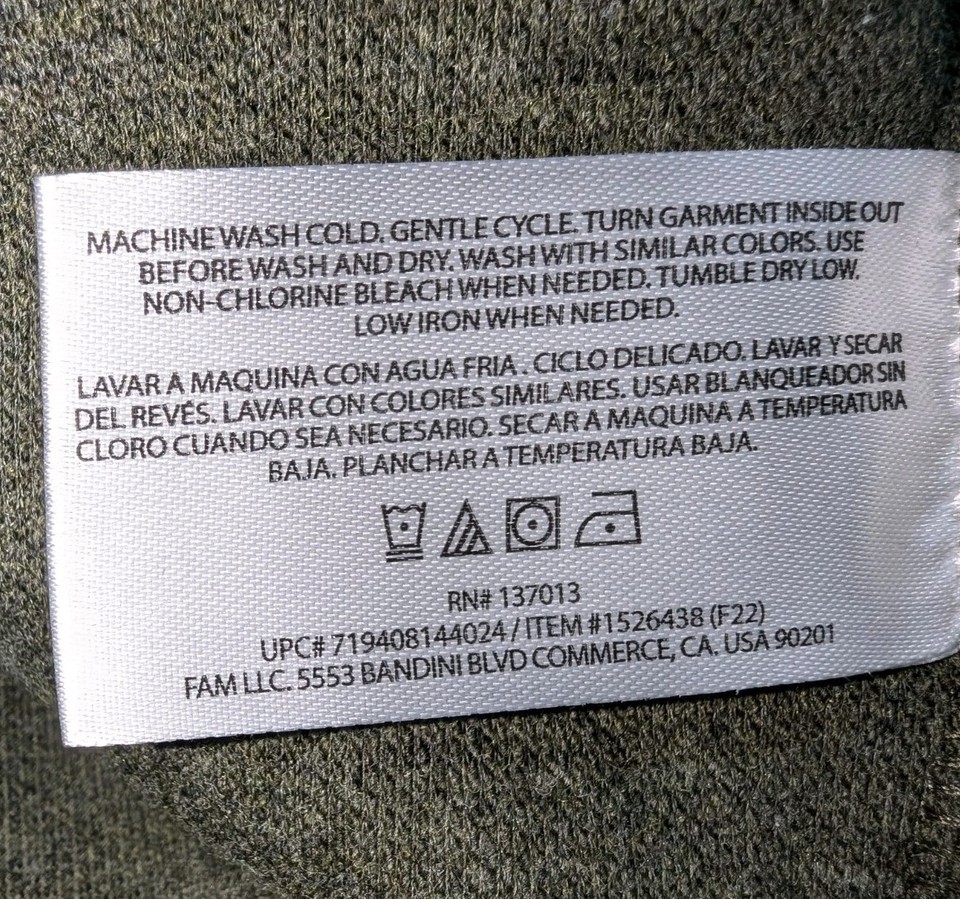 MACHINE WASH COLD. GENTLE CYCLE. TURN GARMENT INSIDE OUT
BEFORE WASH AND DRY. WASH WITH SIMILAR COLORS. USE
NON-CHLORINE BLEACH WHEN NEEDED. TUMBLE DRY LOW.
LOW IRON WHEN NEEDED.
LAVAR A MAQUINA CON AGUA FRIA . CICLO DELICADO. LAVAR Y SECAR
DEL REVÉS. LAVAR CON COLORES SIMILARES. USAR BLANQUEADOR SIN
CLORO CUANDO SEA NECESARIO. SECAR A MAQUINA A TEMPERATURA
BAJA. PLANCHAR A TEMPERATURA BAJA.
RN# 137013
UPC# 719408144024 / ITEM #1526438 (F22)
FAM LLC. 5553 BANDINI BLVD COMMERCE, CA. USA 90201